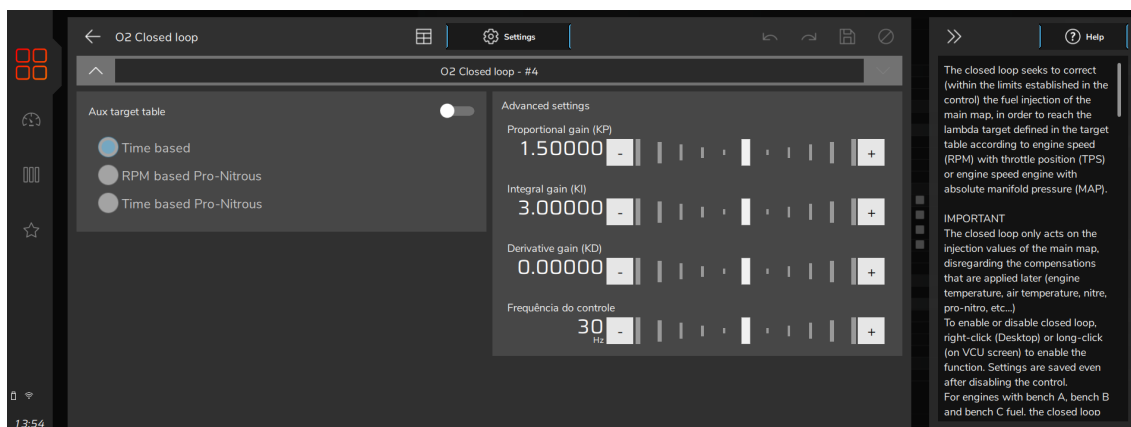 O2 Closed loop
Settings
Help
O2 Closed loop - #4
Aux target table
Time based
RPM based Pro-Nitrous
Time based Pro-Nitrous
Advanced settings
Proportional gain (KP)
1.50000
-
+
Integral gain (KI)
3.00000
-
+
Derivative gain (KD)
0.00000
-
+
Frequência do controle
30
Hz
-
+
The closed loop seeks to correct
(within the limits established in the
control) the fuel injection of the
main map, in order to reach the
lambda target defined in the target
table according to engine speed
(RPM) with throttle position (TPS)
or engine speed engine with
absolute manifold pressure (MAP).
IMPORTANT
The closed loop only acts on the
injection values of the main map,
disregarding the compensations
that are applied later (engine
temperature, air temperature, nitre,
pro-nitro, etc...)
To enable or disable closed loop,
right-click (Desktop) or long-click
(on VCU screen) to enable the
function. Settings are saved even
after disabling the control.
For engines with bench A, bench B
and bench C fuel, the closed loop
13:54